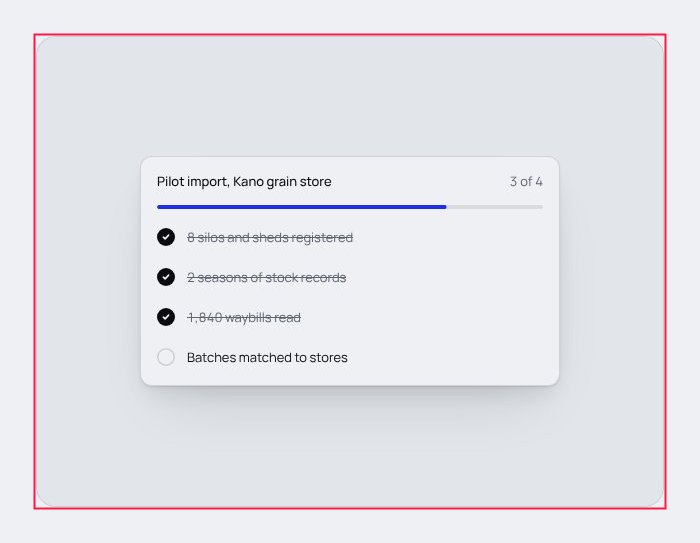 Pilot import, Kano grain store
3 of 4
8 silos and sheds registered
2 seasons of stock records
1,840 waybills read
Batches matched to stores